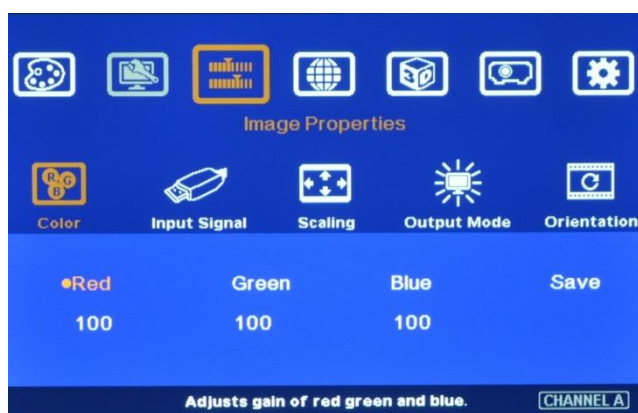 3D
Image Properties
R G B
Color Input Signal Scaling Output Mode Orientation
Red Green Blue Save
100 100 100
Adjusts gain of red green and blue. CHANNEL A